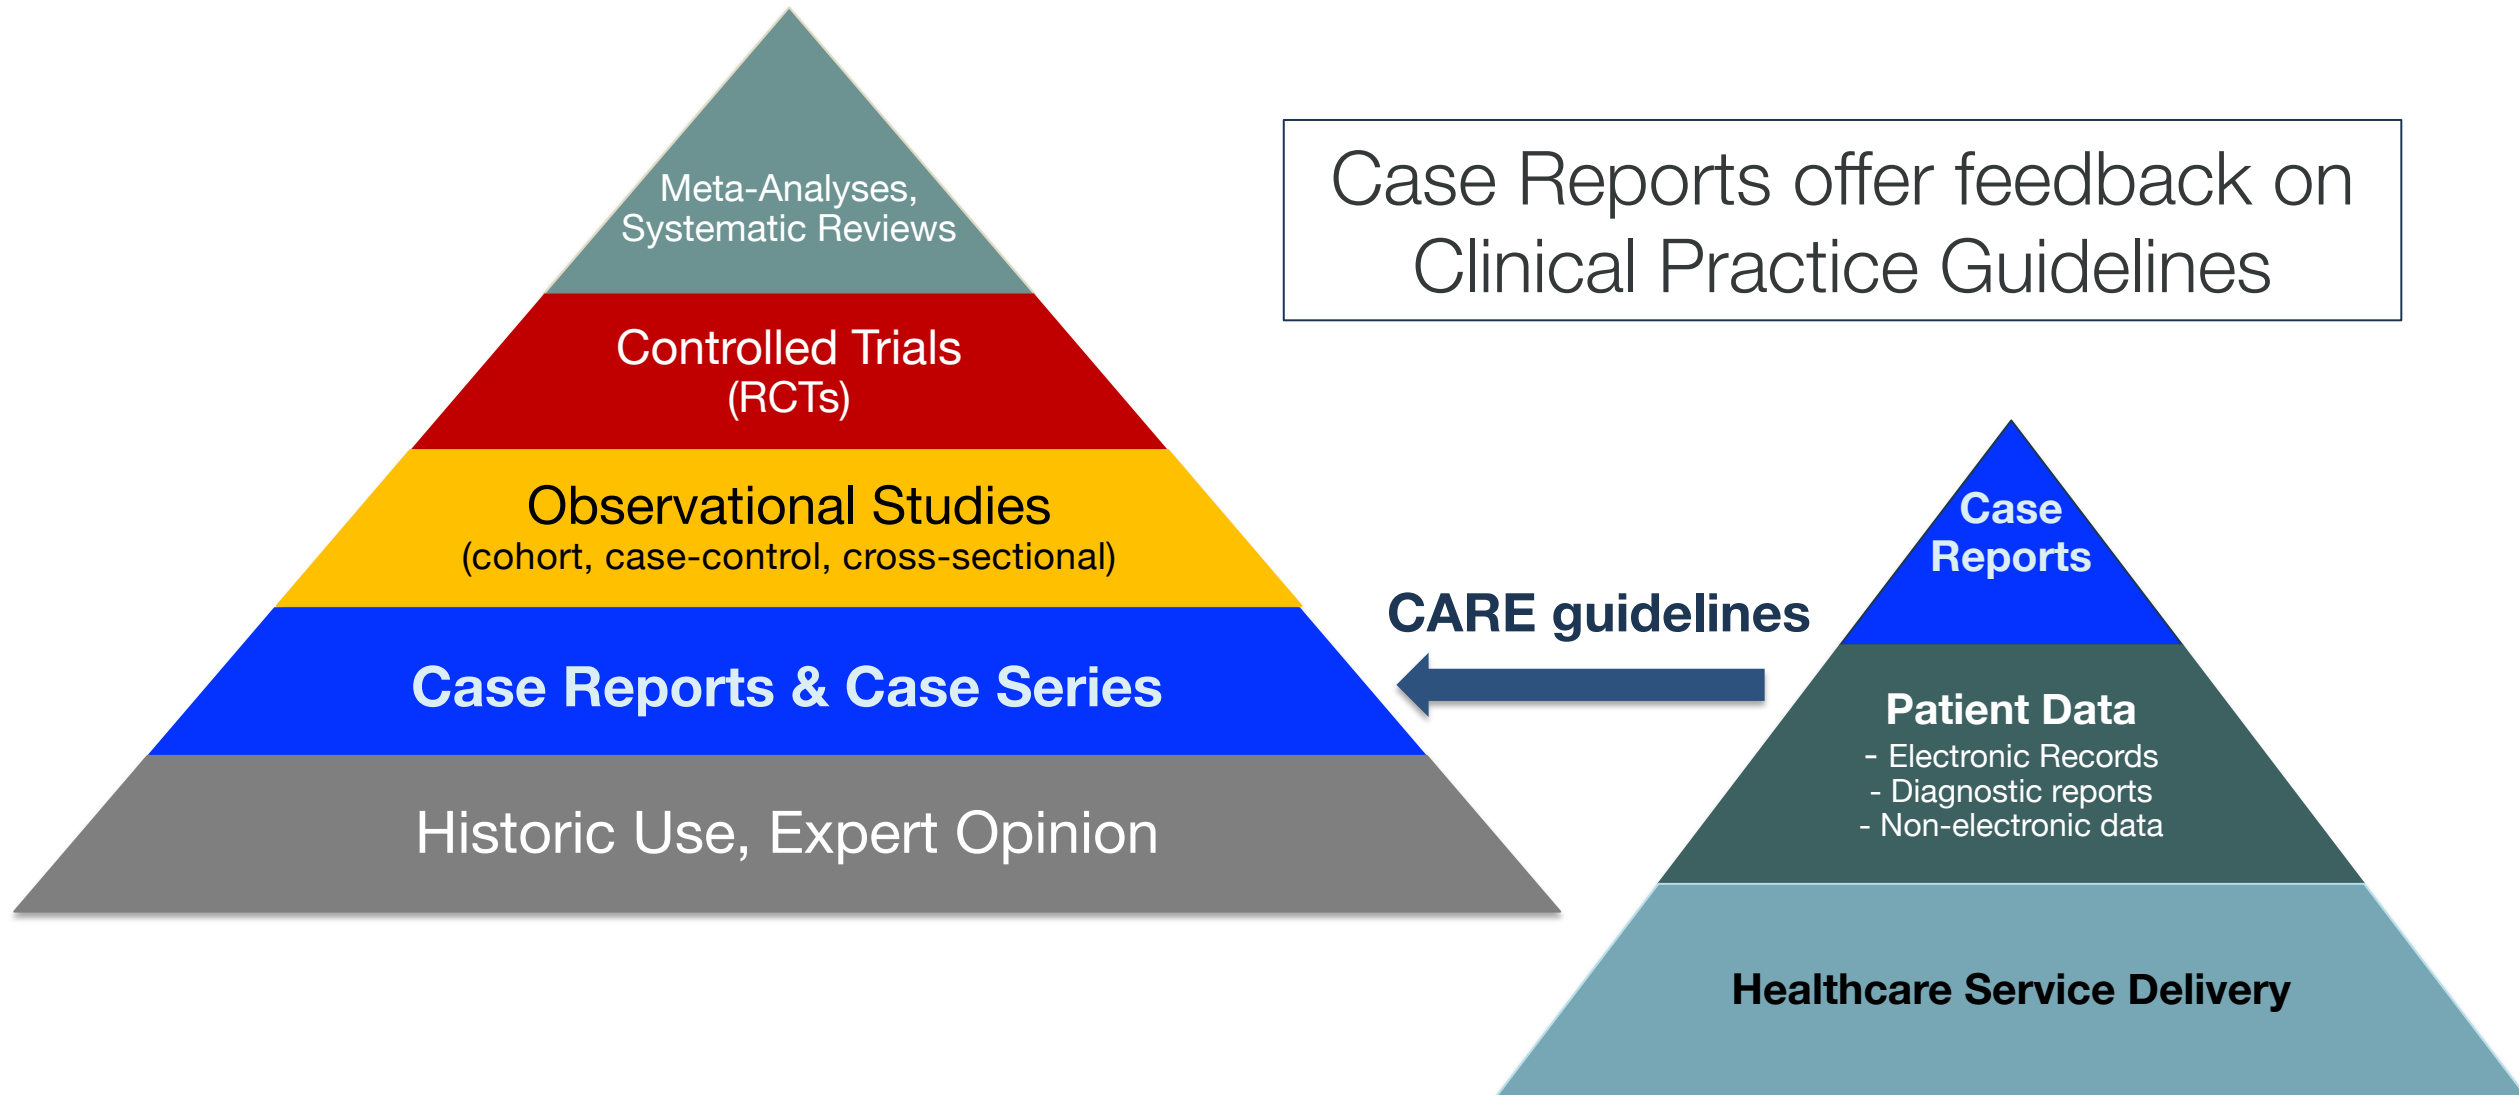 Meta-Analyses,
Systematic Reviews
Controlled Trials
(RCTs)
Observational Studies
(cohort, case-control, cross-sectional)
Case Reports & Case Series
Historic Use, Expert Opinion
Case Reports offer feedback on
Clinical Practice Guidelines
CARE guidelines
Case
Reports
Patient Data
- Electronic Records
- Diagnostic reports
- Non-electronic data
Healthcare Service Delivery